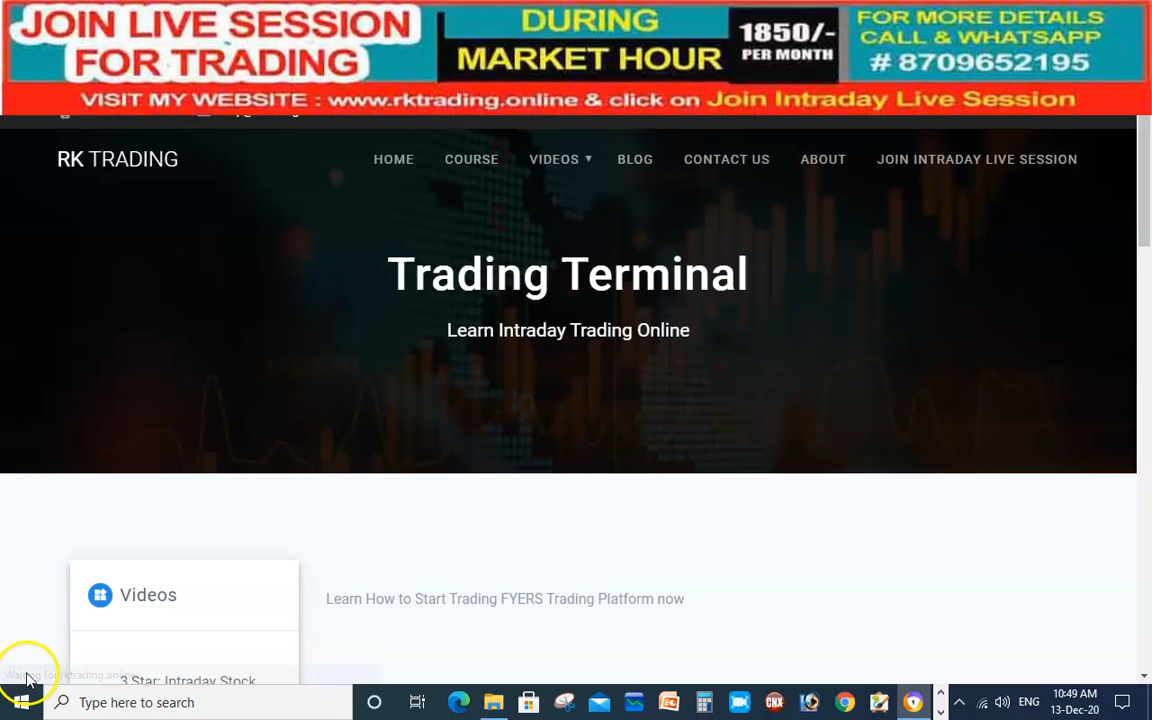 JOIN LIVE SESSION
FOR TRADING
DURING
MARKET HOUR
1850/-
PER MONTH
FOR MORE DETAILS
CALL & WHATSAPP
# 8709652195
VISIT MY WEBSITE : www.rktrading.online & click on Join Intraday Live Session
RK TRADING
HOME COURSE VIDEOS ▾ BLOG CONTACT US ABOUT JOIN INTRADAY LIVE SESSION
Trading Terminal
Learn Intraday Trading Online
Videos
Learn How to Start Trading FYERS Trading Platform now
3 Star: Intraday Stock
Type here to search
CNX
ENG
10:49 AM
13-Dec-20